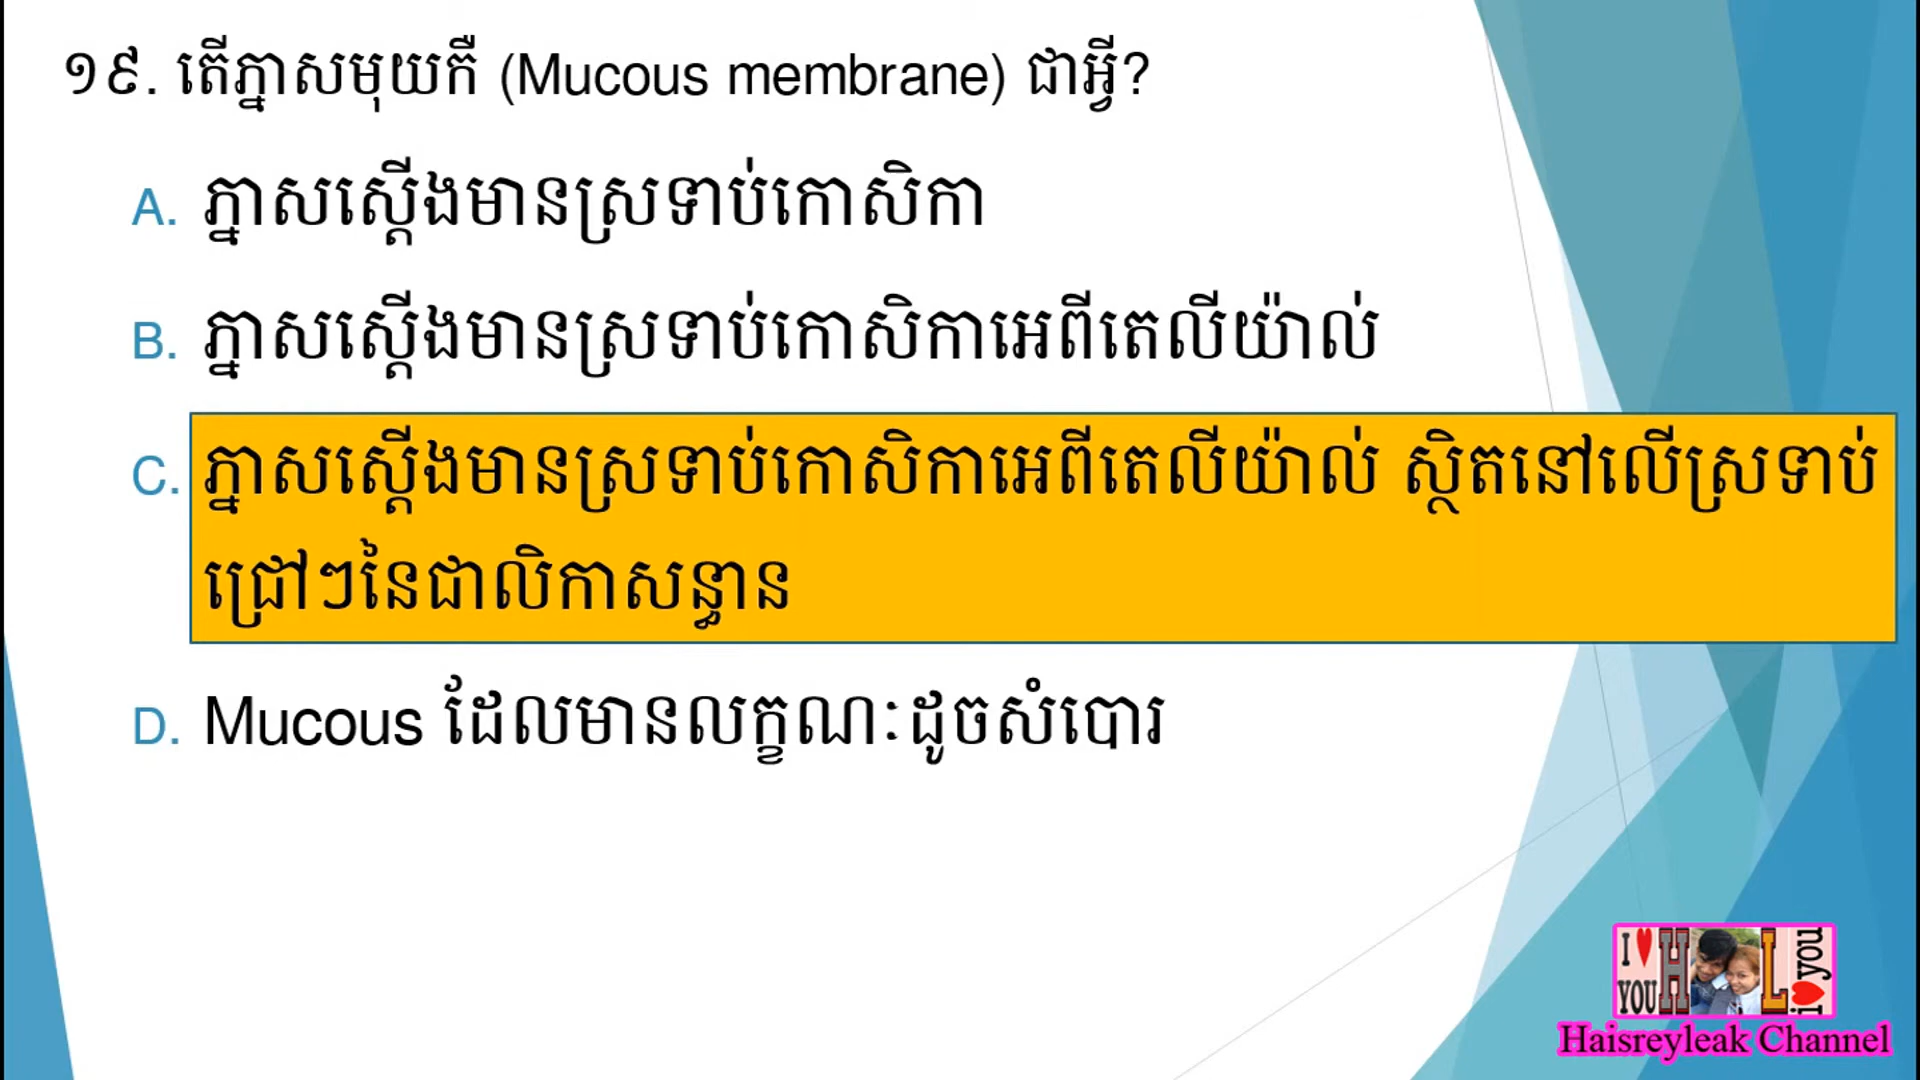 ១៩. តើភ្នាសមុយកឺ (Mucous membrane) ជាអ្វី?
A. ភ្នាសស្តើងមានស្រទាប់កោសិកា
B. ភ្នាសស្តើងមានស្រទាប់កោសិកាអេពីតេលីយ៉ាល់
C. ភ្នាសស្តើងមានស្រទាប់កោសិកាអេពីតេលីយ៉ាល់ ស្ថិតនៅលើស្រទាប់
ជ្រៅៗនៃជាលិកាសន្ធាន
D. Mucous ដែលមានលក្ខណៈដូចសំបោរ
I ♥ YOU H L i ♥ you
Haisreyleak Channel